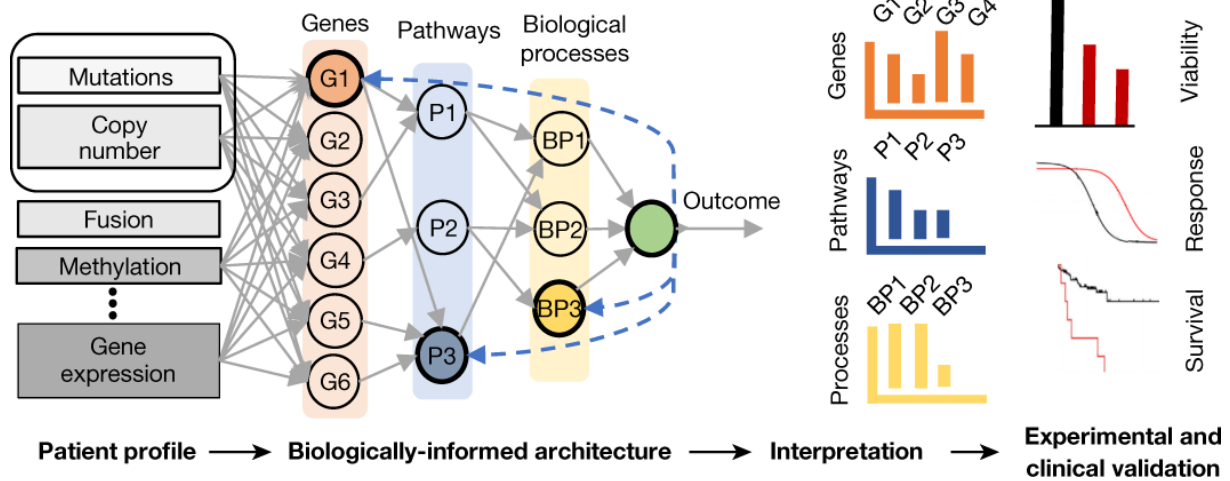 Genes
Pathways
Biological
processes
Mutations
Copy
number
Fusion
Methylation
Gene
expression
G1
G2
G3
G4
G5
G6
P1
P2
P3
BP1
BP2
BP3
Outcome
Genes
G1 G2 G3 G4
Pathways
P1 P2 P3
Processes
BP1 BP2 BP3
Viability
Response
Survival
Patient profile
Biologically-informed architecture
Interpretation
Experimental and
clinical validation